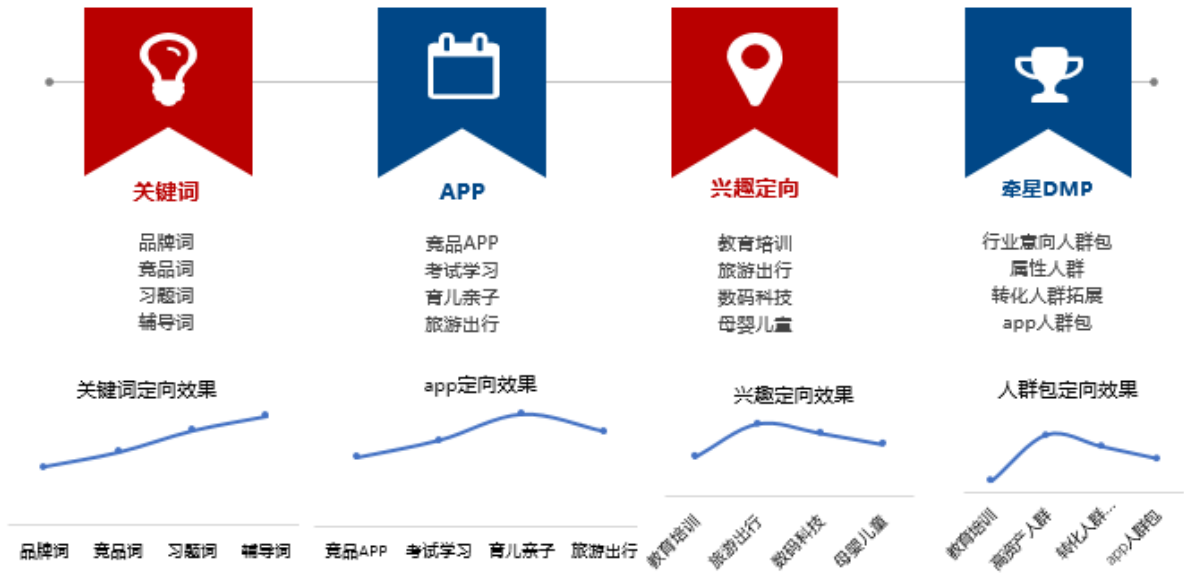 关键词
APP
兴趣定向
牵星DMP
品牌词
竞品词
习题词
辅导词
竞品APP
考试学习
育儿亲子
旅游出行
教育培训
旅游出行
数码科技
母婴儿童
行业意向人群包
属性人群
转化人群拓展
app人群包
关键词定向效果
品牌词 竞品词 习题词 辅导词
app定向效果
竞品APP 考试学习 育儿亲子 旅游出行
兴趣定向效果
教育培训 旅游出行 数码科技 母婴儿童
人群包定向效果
教育培训 高资产人群 转化人群... app人群包